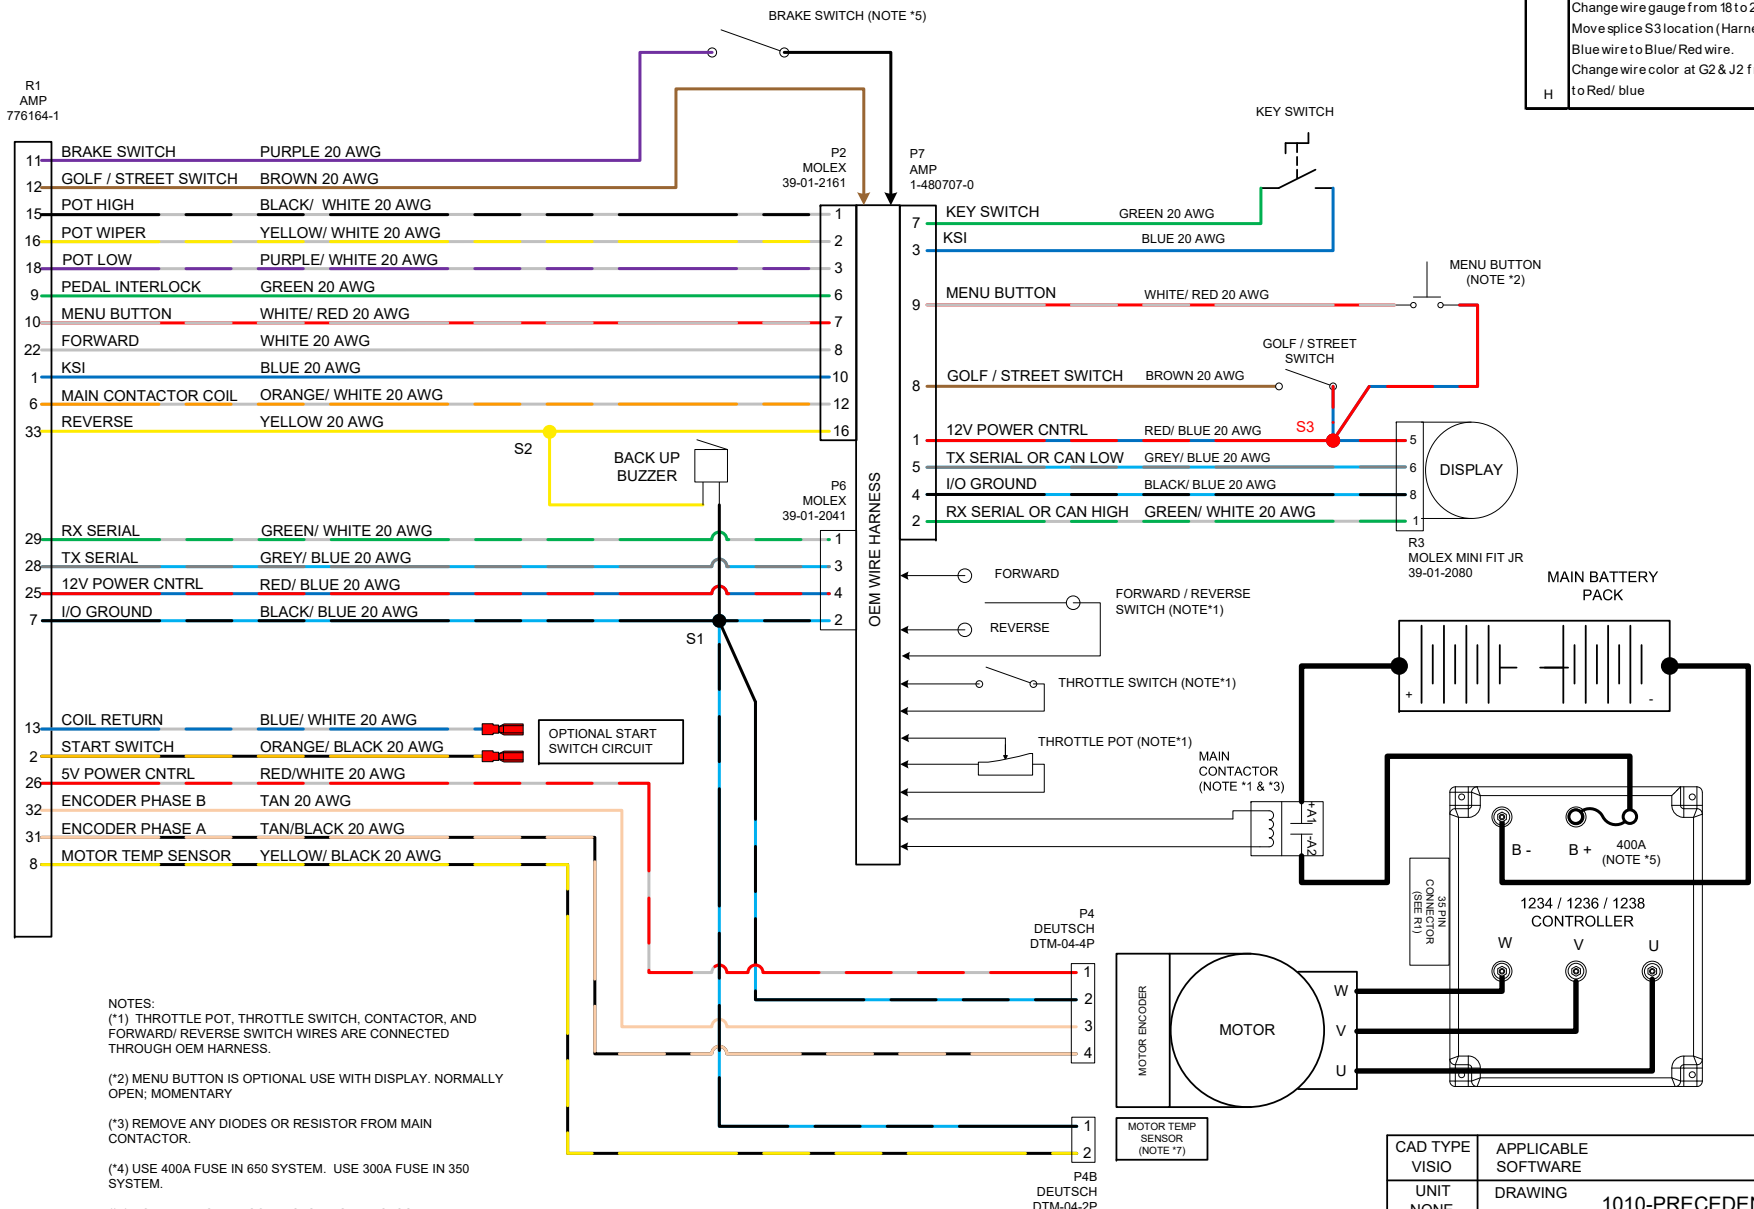 BRAKE SWITCH (NOTE *5)
Change wire gauge from 18 to 2
Move splice S3 location (Harne
Blue wire to Blue/ Red wire.
Change wire color at G2 & J2 f
to Red/ blue
H
R1
AMP
776164-1
11 BRAKE SWITCH PURPLE 20 AWG
12 GOLF / STREET SWITCH BROWN 20 AWG
15 POT HIGH BLACK/ WHITE 20 AWG 1
16 POT WIPER YELLOW/ WHITE 20 AWG 2
18 POT LOW PURPLE/ WHITE 20 AWG 3
9 PEDAL INTERLOCK GREEN 20 AWG 6
10 MENU BUTTON WHITE/ RED 20 AWG 7
22 FORWARD WHITE 20 AWG 8
1 KSI BLUE 20 AWG 10
6 MAIN CONTACTOR COIL ORANGE/ WHITE 20 AWG 12
33 REVERSE YELLOW 20 AWG 16
P2
MOLEX
39-01-2161
P7
AMP
1-480707-0
S2
BACK UP
BUZZER
P6
MOLEX
39-01-2041
29 RX SERIAL GREEN/ WHITE 20 AWG 1
28 TX SERIAL GREY/ BLUE 20 AWG 3
25 12V POWER CNTRL RED/ BLUE 20 AWG 4
7 I/O GROUND BLACK/ BLUE 20 AWG 2
S1
13 COIL RETURN BLUE/ WHITE 20 AWG
2 START SWITCH ORANGE/ BLACK 20 AWG
OPTIONAL START
SWITCH CIRCUIT
26 5V POWER CNTRL RED/WHITE 20 AWG
32 ENCODER PHASE B TAN 20 AWG
31 ENCODER PHASE A TAN/BLACK 20 AWG
8 MOTOR TEMP SENSOR YELLOW/ BLACK 20 AWG
OEM WIRE HARNESS
KEY SWITCH
7 KEY SWITCH GREEN 20 AWG
3 KSI BLUE 20 AWG
MENU BUTTON
(NOTE *2)
9 MENU BUTTON WHITE/ RED 20 AWG
GOLF / STREET
SWITCH
8 GOLF / STREET SWITCH BROWN 20 AWG
S3
1 12V POWER CNTRL RED/ BLUE 20 AWG 5
5 TX SERIAL OR CAN LOW GREY/ BLUE 20 AWG 6
4 I/O GROUND BLACK/ BLUE 20 AWG 8
2 RX SERIAL OR CAN HIGH GREEN/ WHITE 20 AWG 1
DISPLAY
R3
MOLEX MINI FIT JR
39-01-2080
FORWARD
FORWARD / REVERSE
SWITCH (NOTE*1)
REVERSE
THROTTLE SWITCH (NOTE*1)
THROTTLE POT (NOTE*1)
MAIN
CONTACTOR
(NOTE *1 & *3)
+A1
-A2
MAIN BATTERY
PACK
+ -
B - B + 400A
(NOTE *5)
35 PIN
CONNECTOR
(SEE R1)
1234 / 1236 / 1238
CONTROLLER
W V U
P4
DEUTSCH
DTM-04-4P
1
2
3
4
MOTOR ENCODER
MOTOR
W
V
U
1
2
MOTOR TEMP
SENSOR
(NOTE *7)
P4B
DEUTSCH
DTM-04-2P
NOTES:
(*1) THROTTLE POT, THROTTLE SWITCH, CONTACTOR, AND
FORWARD/ REVERSE SWITCH WIRES ARE CONNECTED
THROUGH OEM HARNESS.
(*2) MENU BUTTON IS OPTIONAL USE WITH DISPLAY. NORMALLY
OPEN; MOMENTARY
(*3) REMOVE ANY DIODES OR RESISTOR FROM MAIN
CONTACTOR.
(*4) USE 400A FUSE IN 650 SYSTEM. USE 300A FUSE IN 350
SYSTEM.
CAD TYPE
VISIO
APPLICABLE
SOFTWARE
UNIT
NONE
DRAWING
1010-PRECEDEN